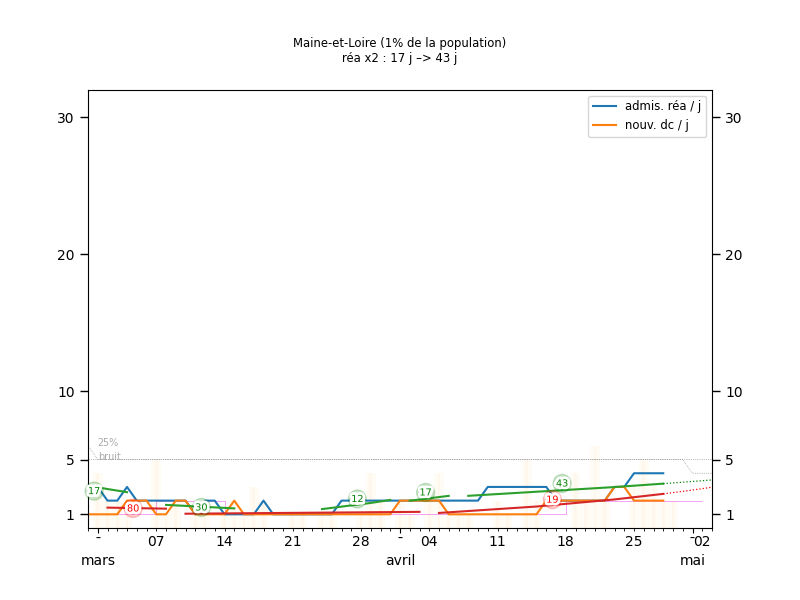 Maine-et-Loire (1% de la population)
réa x2 : 17 j –> 43 j
admis. réa / j
nouv. dc / j
30 30
20 20
10 10
25%
5 5
bruit
17 80 30 12 17 43 19
1 1
- 07 14 21 28 - 04 11 18 25 - 02
mars avril mai